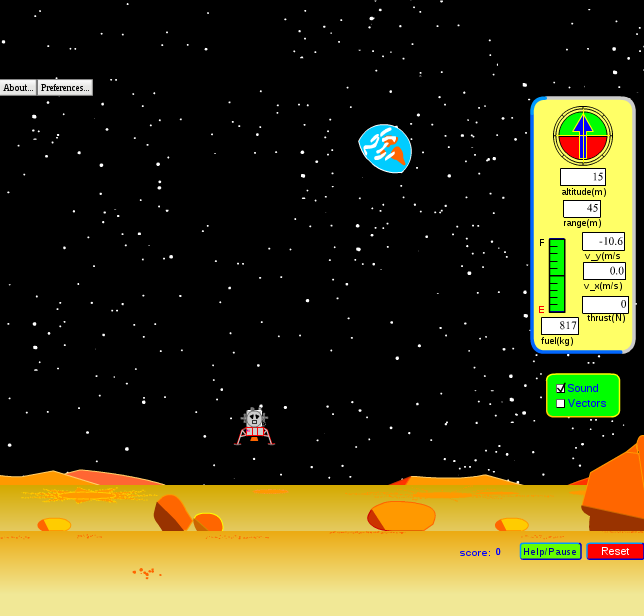 About... Preferences...
15
altitude(m)
45
range(m)
F
-10.6
v_y(m/s
0.0
v_x(m/s)
E
0
thrust(N)
817
fuel(kg)
Sound
Vectors
score: 0
Help/Pause
Reset